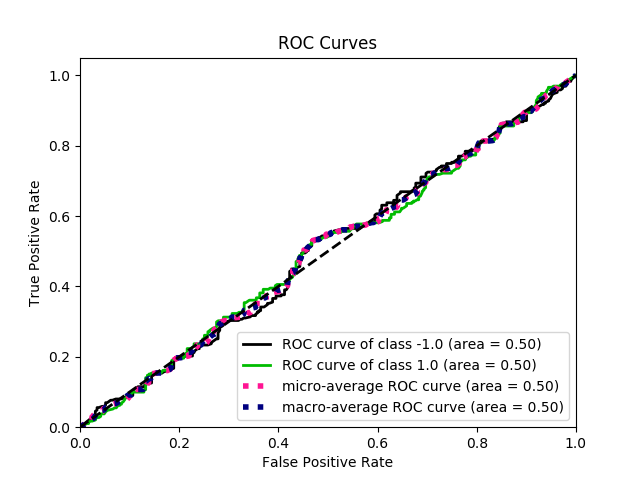 ROC Curves
True Positive Rate
1.0
0.8
0.6
0.4
0.2
0.0
ROC curve of class -1.0 (area = 0.50)
ROC curve of class 1.0 (area = 0.50)
micro-average ROC curve (area = 0.50)
macro-average ROC curve (area = 0.50)
0.0 0.2 0.4 0.6 0.8 1.0
False Positive Rate